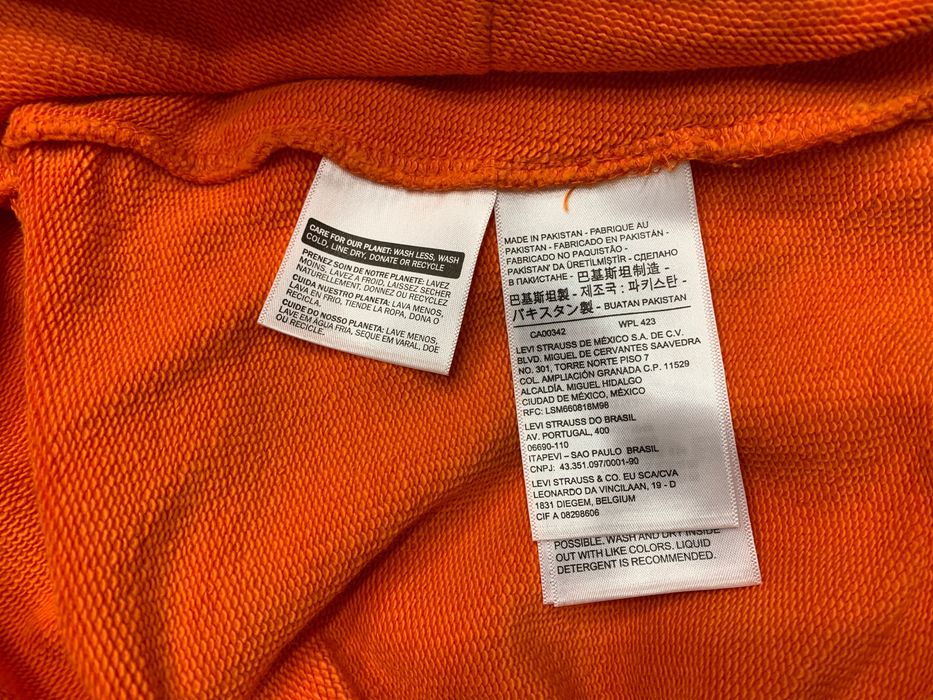 CARE FOR OUR PLANET: WASH LESS, WASH
COLD, LINE DRY, DONATE OR RECYCLE
PRENEZ SOIN DE NOTRE PLANETE: LAVEZ
MOINS, LAVEZ A FROID, LAISSEZ SECHER
NATURELLEMENT, DONNEZ OU RECYCLEZ
CUIDA NUESTRO PLANETA: LAVA MENOS,
LAVA EN FRIO, TIENDE LA ROPA, DONA O
RECICLA.
CUIDE DO NOSSO PLANETA: LAVE MENOS,
LAVE EM ÁGUA FRIA, SEQUE EM VARAL, DOE
OU RECICLE.
MADE IN PAKISTAN - FABRIQUE AU
PAKISTAN - FABRICADO EN PAKISTÁN -
FABRICADO NO PAQUISTÃO -
PAKİSTAN' DA ÜRETİLMİŞTİR - СДЕЛАНО
В ПАКИСТАНЕ - 巴基斯坦制造 -
巴基斯坦製 - 제조국 : 파키스탄 -
パキスタン製 - BUATAN PAKISTAN
CA00342 WPL 423
LEVI STRAUSS DE MÉXICO S.A. DE C.V.
BLVD. MIGUEL DE CERVANTES SAAVEDRA
NO. 301, TORRE NORTE PISO 7
COL. AMPLIACIÓN GRANADA C.P. 11529
ALCALDÍA. MIGUEL HIDALGO
CIUDAD DE MÉXICO, MÉXICO
RFC: LSM660818M98
LEVI STRAUSS DO BRASIL
AV. PORTUGAL, 400
06690-110
ITAPEVI – SAO PAULO BRASIL
CNPJ: 43.351.097/0001-90
LEVI STRAUSS & CO. EU SCA/CVA
LEONARDO DA VINCILAAN, 19 - D
1831 DIEGEM, BELGIUM
CIF A 08298606
POSSIBLE. WASH AND DRY INSIDE
OUT WITH LIKE COLORS. LIQUID
DETERGENT IS RECOMMENDED.